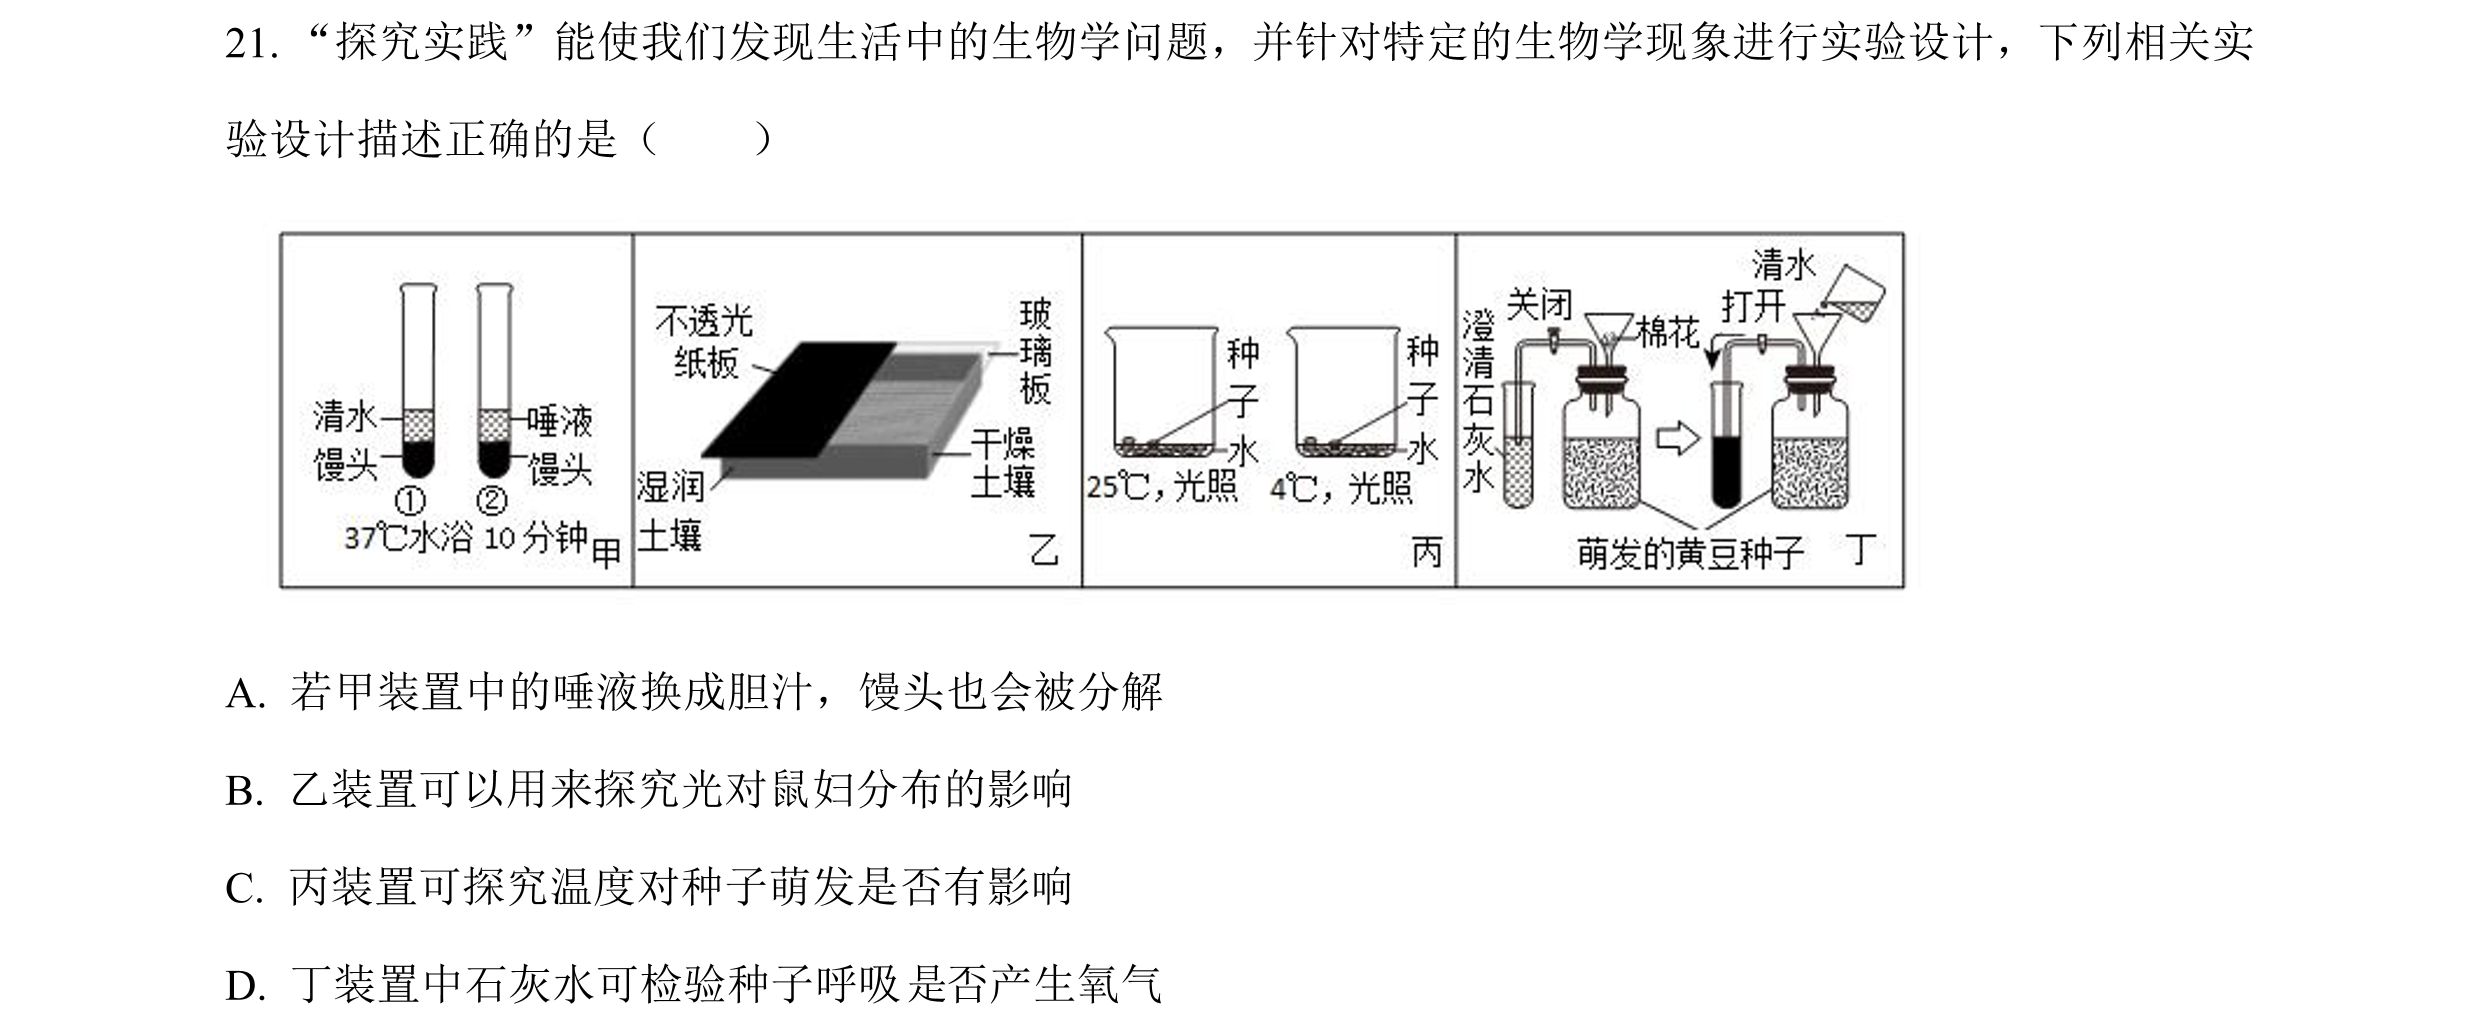 21. “探究实践”能使我们发现生活中的生物学问题，并针对特定的生物学现象进行实验设计，下列相关实
验设计描述正确的是（　　）
清水
馒头
①
唾液
馒头
②
37℃水浴 10 分钟
甲
不透光
纸板
玻璃板
湿润
土壤
干燥
土壤
乙
种子
水
25℃，光照
种子
水
4℃，光照
丙
澄清石灰水
关闭
棉花
打开
清水
萌发的黄豆种子
丁
A. 若甲装置中的唾液换成胆汁，馒头也会被分解
B. 乙装置可以用来探究光对鼠妇分布的影响
C. 丙装置可探究温度对种子萌发是否有影响
D. 丁装置中石灰水可检验种子呼吸是否产生氧气